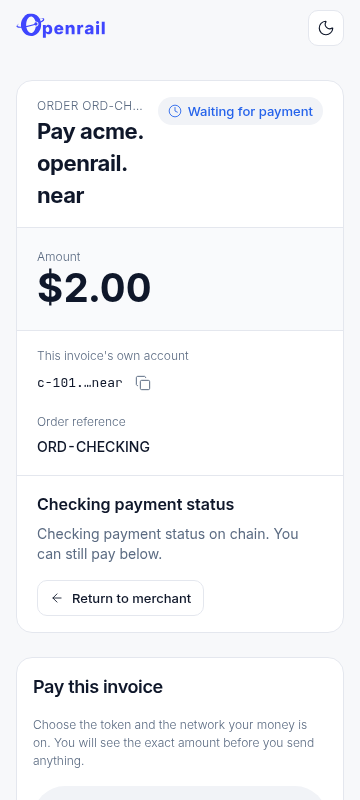 Openrail
ORDER ORD-CH…
Waiting for payment
Pay acme.
openrail.
near
Amount
$2.00
This invoice's own account
c-101.…near
Order reference
ORD-CHECKING
Checking payment status
Checking payment status on chain. You
can still pay below.
Return to merchant
Pay this invoice
Choose the token and the network your money is
on. You will see the exact amount before you send
anything.